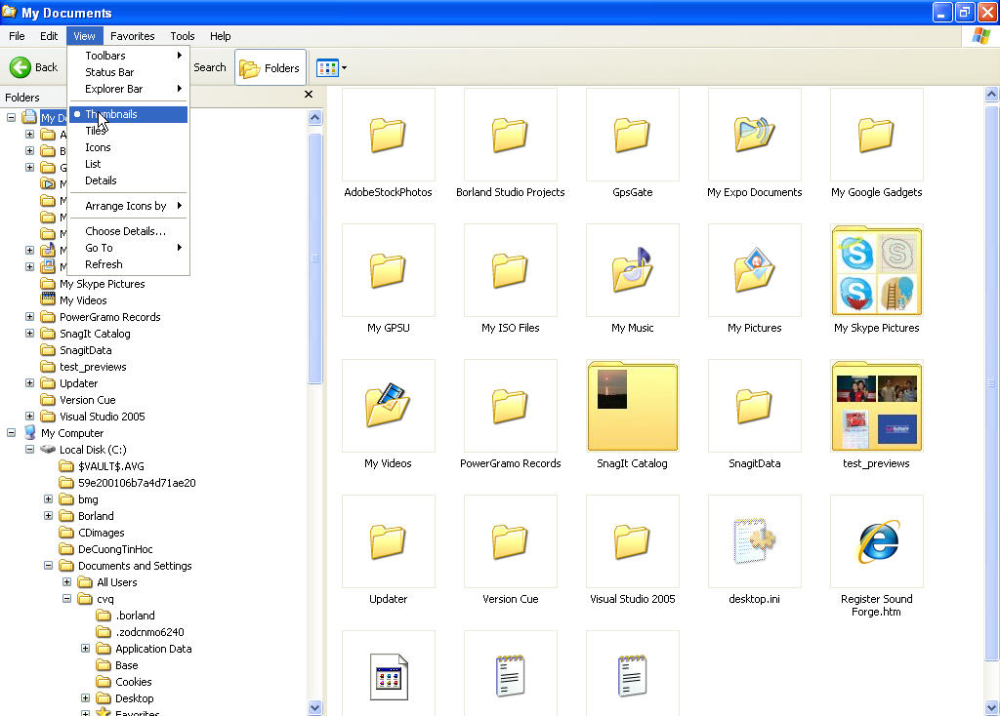 My Documents
File Edit View Favorites Tools Help
Back
Search
Folders
Folders
Toolbars
Status Bar
Explorer Bar
Thumbnails
Tiles
Icons
List
Details
Arrange Icons by
Choose Details...
Go To
Refresh
My Skype Pictures
My Videos
PowerGramo Records
SnagIt Catalog
SnagitData
test_previews
Updater
Version Cue
Visual Studio 2005
My Computer
Local Disk (C:)
$VAULT$.AVG
59e200106b7a4d71ae20
bmg
Borland
CDimages
DeCuongTinHoc
Documents and Settings
All Users
cvq
.borland
.zodcnmo6240
Application Data
Base
Cookies
Desktop
Favorites
AdobeStockPhotos Borland Studio Projects GpsGate My Expo Documents My Google Gadgets
My GPSU My ISO Files My Music My Pictures My Skype Pictures
My Videos PowerGramo Records SnagIt Catalog SnagitData test_previews
Updater Version Cue Visual Studio 2005 desktop.ini Register Sound
Forge.htm